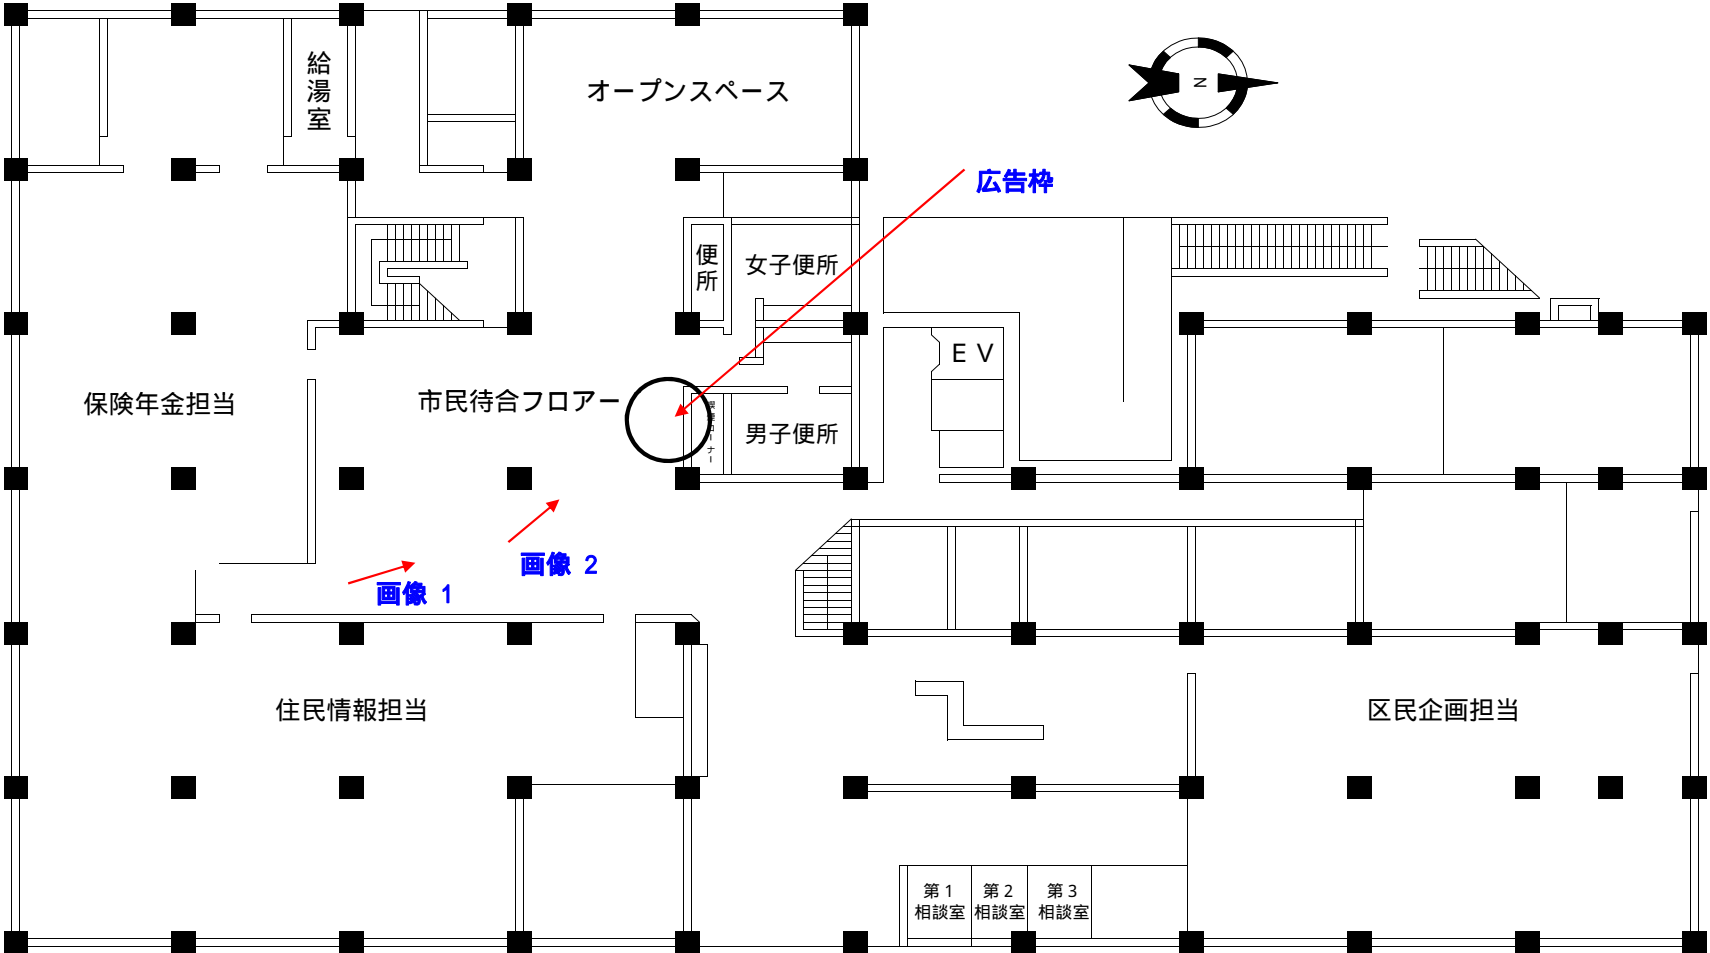 給湯室
オープンスペース
N
広告枠
便所
女子便所
EV
保険年金担当
市民待合フロアー
男子便所
画像 2
画像 1
住民情報担当
区民企画担当
第1
相談室
第2
相談室
第3
相談室